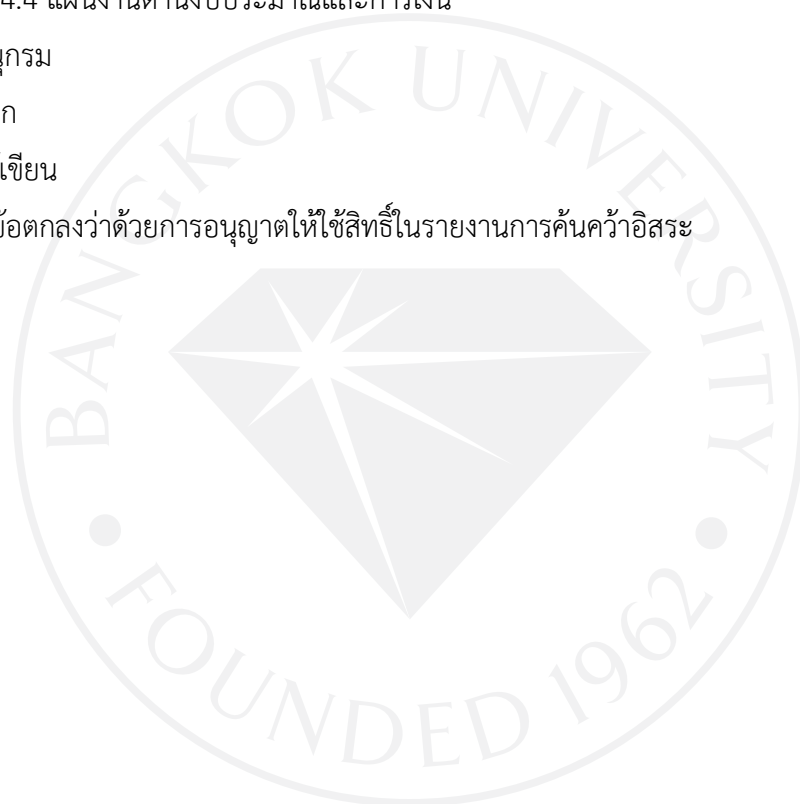 4.4 แผนงานด้านงบประมาณและการเงิน
นุกรม
ก
เขียน
ข้อตกลงว่าด้วยการอนุญาตให้ใช้สิทธิ์ในรายงานการค้นคว้าอิสระ
BANGKOK UNIVERSITY
FOUNDED 1962